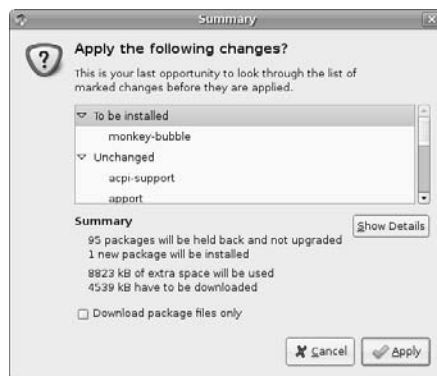 Summary
Apply the following changes?
This is your last opportunity to look through the list of
marked changes before they are applied.
To be installed
monkey-bubble
Unchanged
acpi-support
apport
Summary
Show Details
95 packages will be held back and not upgraded
1 new package will be installed
8823 kB of extra space will be used
4539 kB have to be downloaded
Download package files only
Cancel
Apply